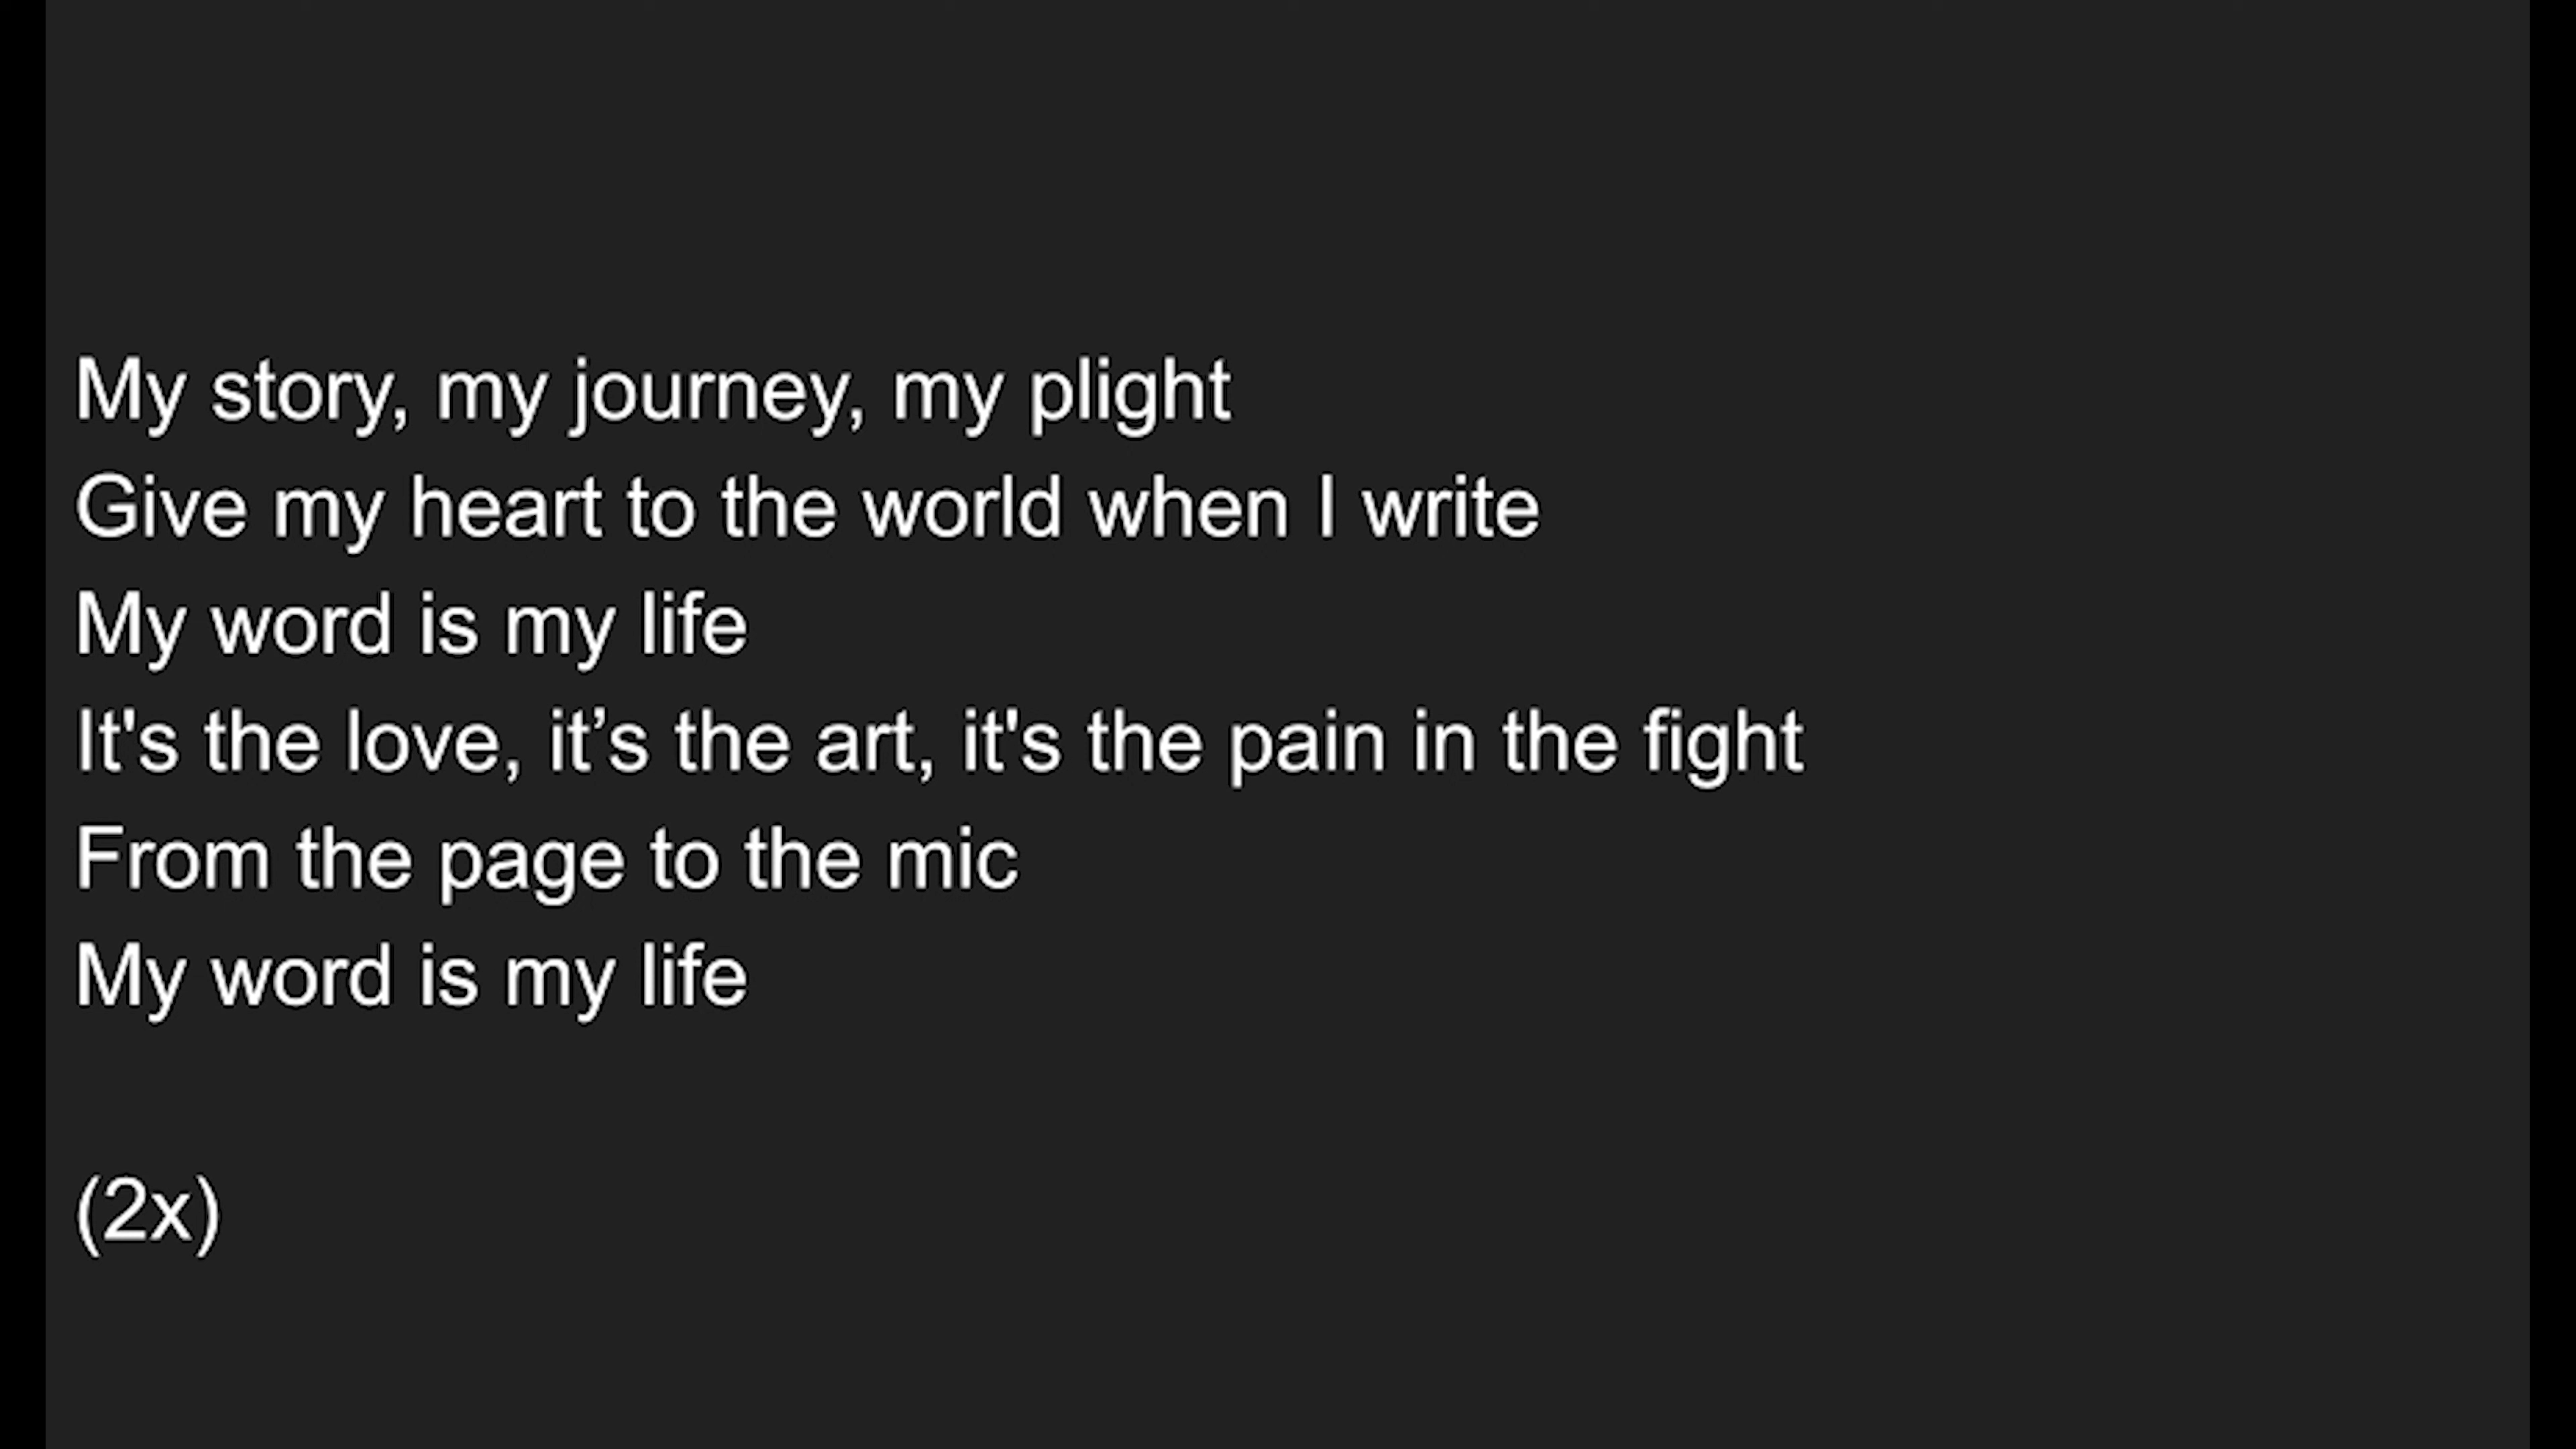 My story, my journey, my plight
Give my heart to the world when I write
My word is my life
It's the love, it’s the art, it's the pain in the fight
From the page to the mic
My word is my life
(2x)